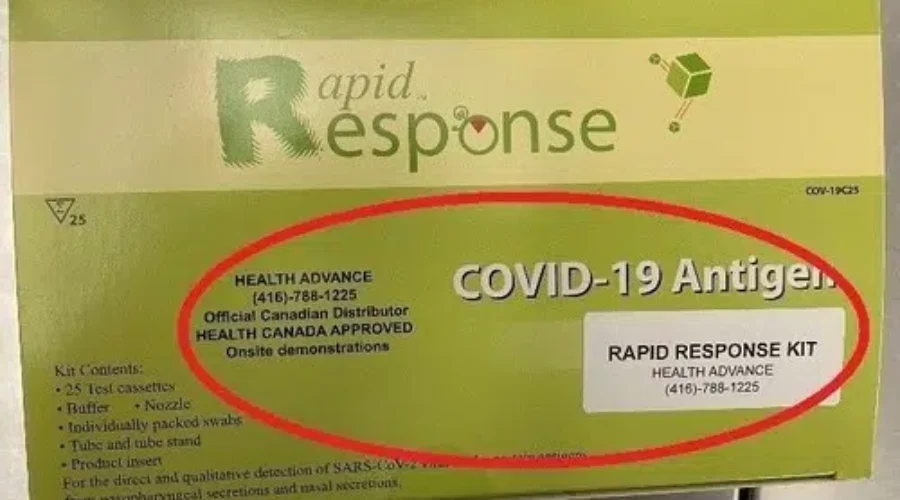 Rapid
Response
COV-19C25
25
HEALTH ADVANCE
(416)-788-1225
Official Canadian Distributor
HEALTH CANADA APPROVED
Onsite demonstrations
COVID-19 Antigen
RAPID RESPONSE KIT
HEALTH ADVANCE
(416)-788-1225
Kit Contents:
• 25 Test cassettes
• Buffer • Nozzle
• Individually packed swabs
• Tube and tube stand
• Product insert
For the direct and qualitative detection of SARS-CoV-2
from nasopharyngeal secretions and nasal secretions.